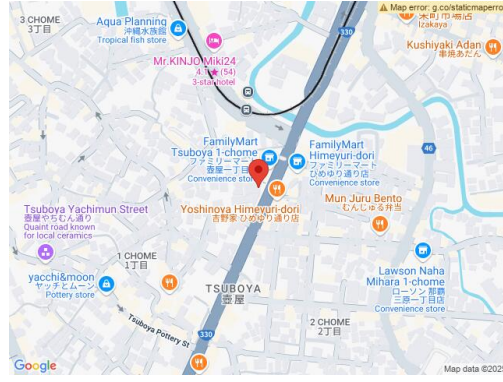 3 CHOME
3丁目
Aqua Planning
沖縄水族館
Tropical fish store
Map error: g.co/staticmaperro
栄町市場店
Izakaya
Kushiyaki Adan
串焼あだん
330
Mr.KINJO Miki24
4.1★ (54)
3-star hotel
46
FamilyMart
Tsuboya 1-chome
ファミリーマート
壺屋一丁目
Convenience store
FamilyMart
Himeyuri-dori
ファミリーマート
ひめゆり通り店
Convenience store
Yoshinoya Himeyuri-dori
吉野家 ひめゆり通り店
Mun Juru Bento
むんじゅる弁当
Tsuboya Yachimun Street
壺屋やちむん通り
Quaint road known
for local ceramics
1 CHOME
1丁目
yacchi&moon
ヤッチとムーン
Pottery store
TSUBOYA
壺屋
Lawson Naha
Mihara 1-chome
ローソン 那覇
三原一丁目店
Convenience store
Tsuboya Pottery St
330
2 CHOME
2丁目
Google
Map data ©2025